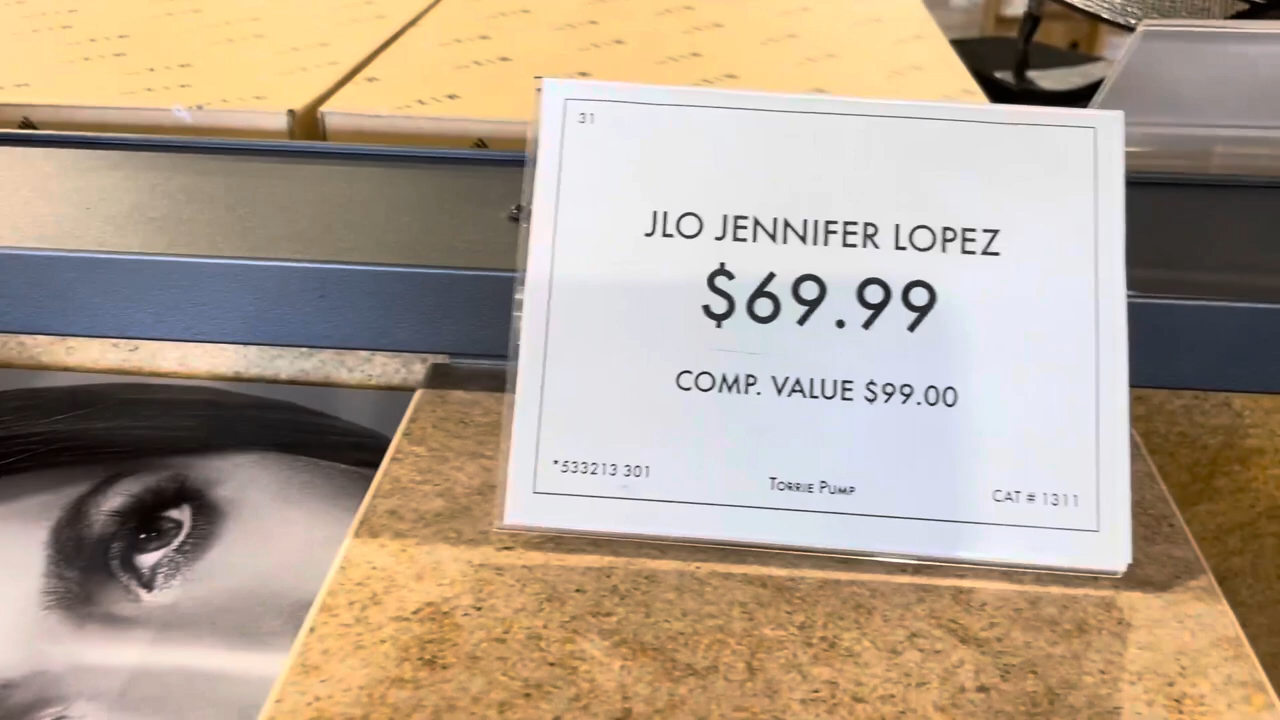 31
JLO JENNIFER LOPEZ
$69.99
COMP. VALUE $99.00
*533213 301
TORRIE PUMP
CAT # 1311